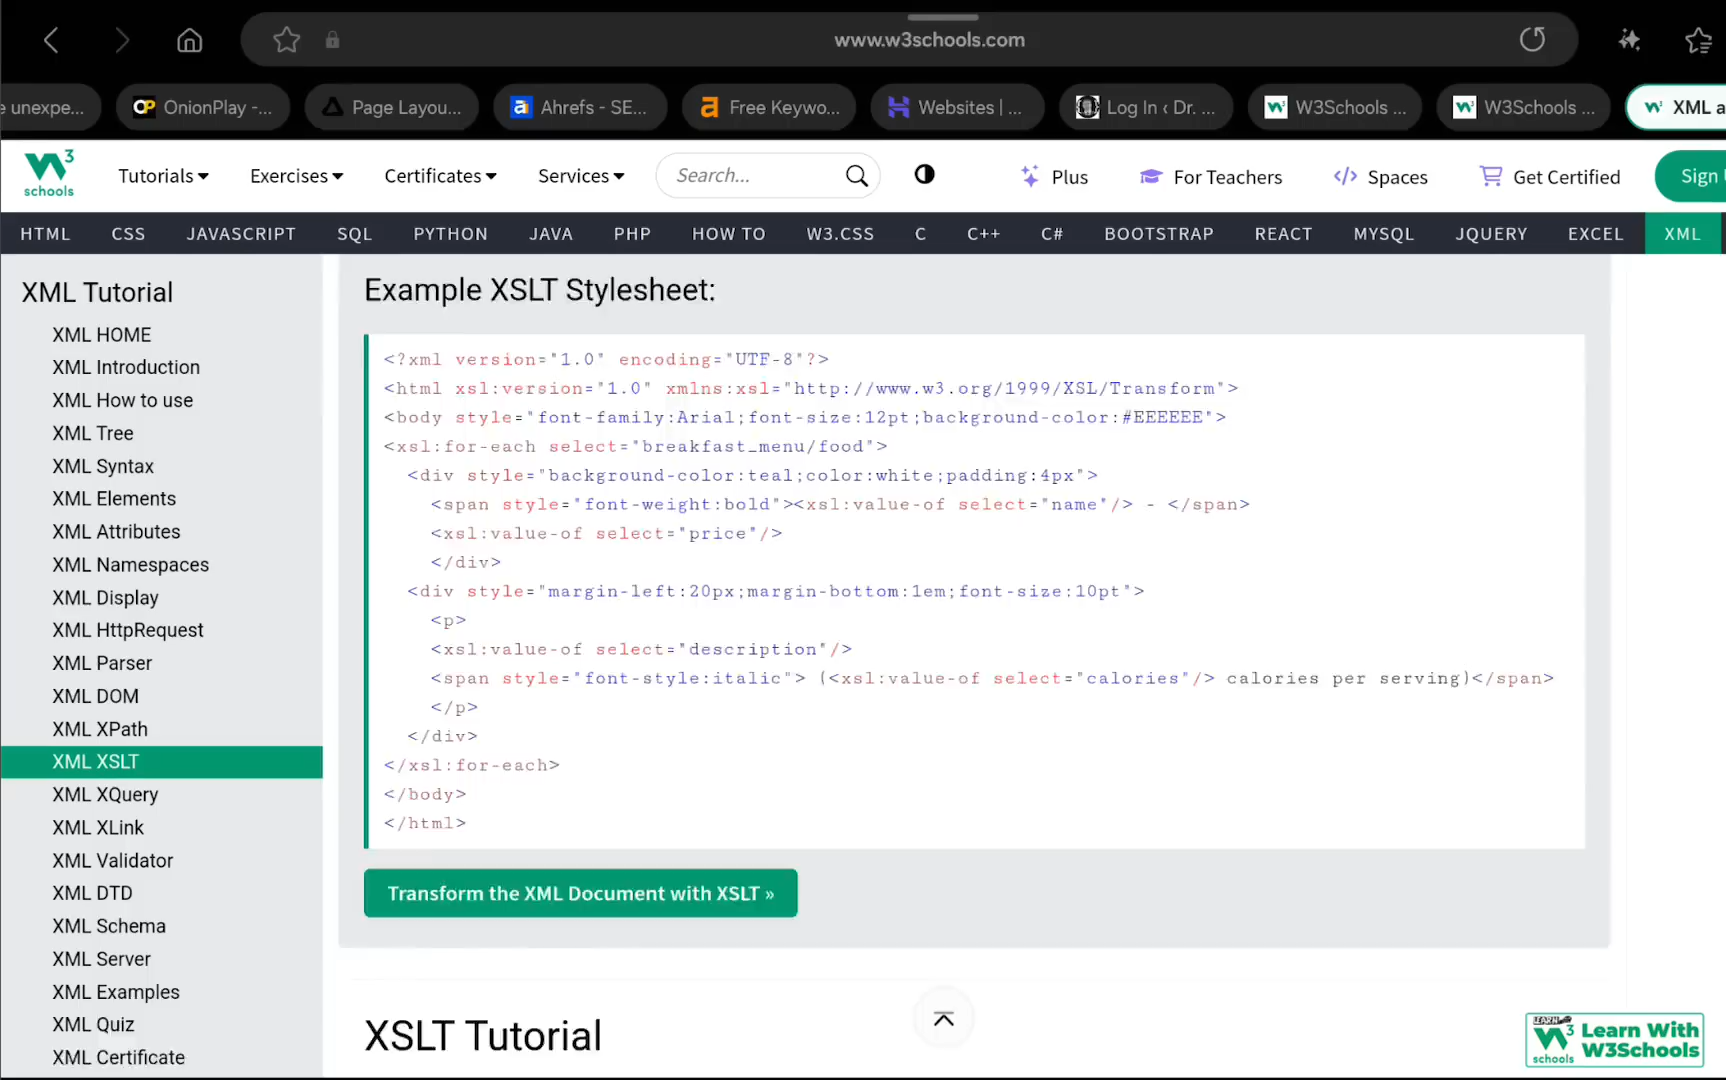 www.w3schools.com
e unexpe...
OnionPlay -...
Page Layou...
Ahrefs - SE...
Free Keywo...
Websites | ...
Log In ‹ Dr. ...
W3Schools ...
W3Schools ...
XML a
W3 schools
Tutorials
Exercises
Certificates
Services
Search...
Plus
For Teachers
Spaces
Get Certified
Sign
HTML CSS JAVASCRIPT SQL PYTHON JAVA PHP HOW TO W3.CSS C C++ C# BOOTSTRAP REACT MYSQL JQUERY EXCEL XML
XML Tutorial
XML HOME
XML Introduction
XML How to use
XML Tree
XML Syntax
XML Elements
XML Attributes
XML Namespaces
XML Display
XML HttpRequest
XML Parser
XML DOM
XML XPath
XML XSLT
XML XQuery
XML XLink
XML Validator
XML DTD
XML Schema
XML Server
XML Examples
XML Quiz
XML Certificate
Example XSLT Stylesheet:
<?xml version="1.0" encoding="UTF-8"?>
<html xsl:version="1.0" xmlns:xsl="http://www.w3.org/1999/XSL/Transform">
<body style="font-family:Arial;font-size:12pt;background-color:#EEEEEE">
<xsl:for-each select="breakfast_menu/food">
<div style="background-color:teal;color:white;padding:4px">
<span style="font-weight:bold"><xsl:value-of select="name"/> - </span>
<xsl:value-of select="price"/>
</div>
<div style="margin-left:20px;margin-bottom:1em;font-size:10pt">
<p>
<xsl:value-of select="description"/>
<span style="font-style:italic"> (<xsl:value-of select="calories"/> calories per serving)</span>
</p>
</div>
</xsl:for-each>
</body>
</html>
Transform the XML Document with XSLT »
XSLT Tutorial
LEARN
W3 schools
Learn With
W3Schools